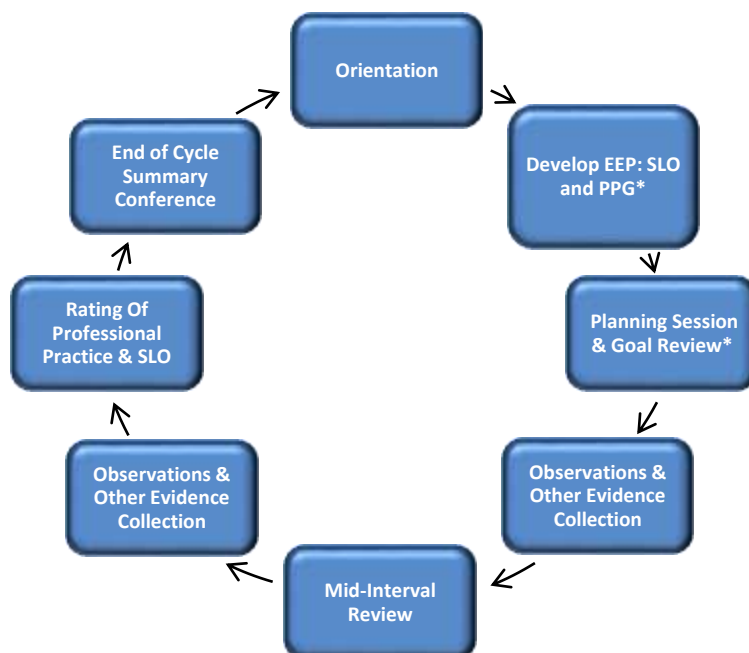 Orientation
Develop EEP: SLO
and PPG*
Planning Session
& Goal Review*
Observations &
Other Evidence
Collection
Mid-Interval
Review
Observations &
Other Evidence
Collection
Rating Of
Professional
Practice & SLO
End of Cycle
Summary
Conference